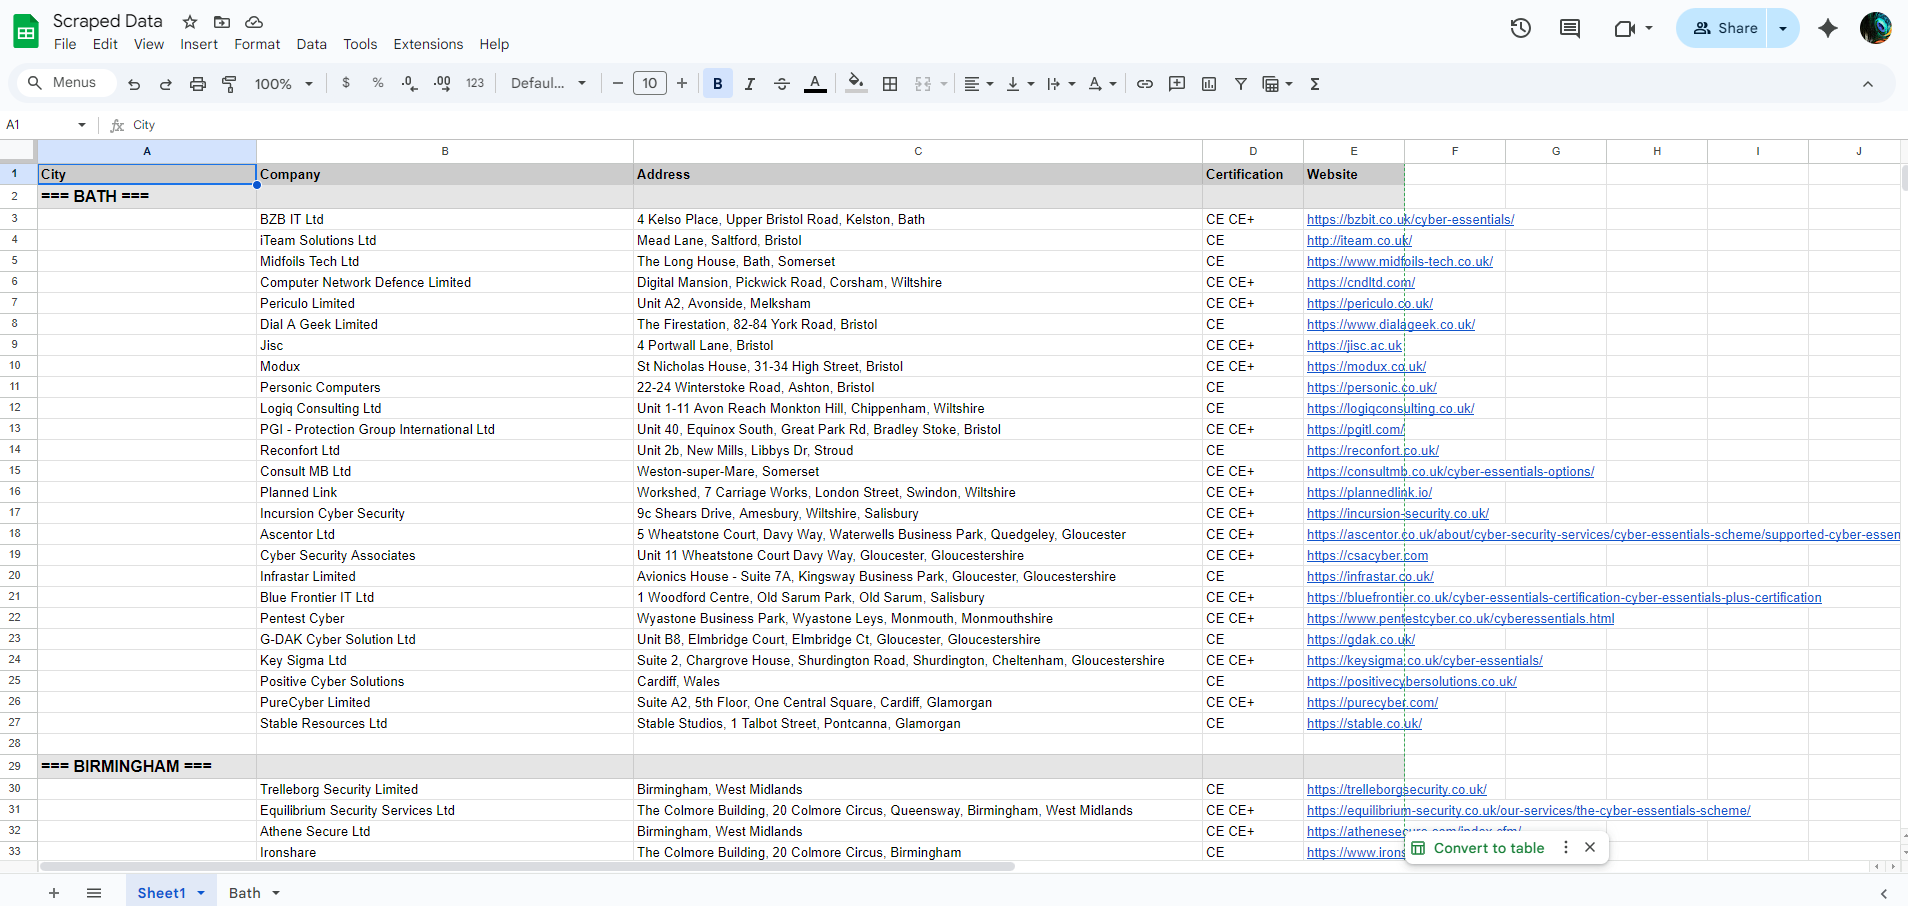 Scraped Data
File Edit View Insert Format Data Tools Extensions Help
Share
Menus 100% $ % .0 .00 123 Defaul... 10 B I A
A1 City
A B C D E F G H I J
1 City Company Address Certification Website
2 === BATH ===
3 BZB IT Ltd 4 Kelso Place, Upper Bristol Road, Kelston, Bath CE CE+ https://bzbit.co.uk/cyber-essentials/
4 iTeam Solutions Ltd Mead Lane, Saltford, Bristol CE http://iteam.co.uk/
5 Midfoils Tech Ltd The Long House, Bath, Somerset CE https://www.midfoils-tech.co.uk/
6 Computer Network Defence Limited Digital Mansion, Pickwick Road, Corsham, Wiltshire CE CE+ https://cndltd.com/
7 Periculo Limited Unit A2, Avonside, Melksham CE CE+ https://periculo.co.uk/
8 Dial A Geek Limited The Firestation, 82-84 York Road, Bristol CE https://www.dialageek.co.uk/
9 Jisc 4 Portwall Lane, Bristol CE CE+ https://jisc.ac.uk
10 Modux St Nicholas House, 31-34 High Street, Bristol CE CE+ https://modux.co.uk/
11 Personic Computers 22-24 Winterstoke Road, Ashton, Bristol CE https://personic.co.uk/
12 Logiq Consulting Ltd Unit 1-11 Avon Reach Monkton Hill, Chippenham, Wiltshire CE https://logiqconsulting.co.uk/
13 PGI - Protection Group International Ltd Unit 40, Equinox South, Great Park Rd, Bradley Stoke, Bristol CE CE+ https://pgitl.com/
14 Reconfort Ltd Unit 2b, New Mills, Libbys Dr, Stroud CE https://reconfort.co.uk/
15 Consult MB Ltd Weston-super-Mare, Somerset CE CE+ https://consultmb.co.uk/cyber-essentials-options/
16 Planned Link Workshed, 7 Carriage Works, London Street, Swindon, Wiltshire CE CE+ https://plannedlink.io/
17 Incursion Cyber Security 9c Shears Drive, Amesbury, Wiltshire, Salisbury CE CE+ https://incursion-security.co.uk/
18 Ascentor Ltd 5 Wheatstone Court, Davy Way, Waterwells Business Park, Quedgeley, Gloucester CE CE+ https://ascentor.co.uk/about/cyber-security-services/cyber-essentials-scheme/supported-cyber-essen
19 Cyber Security Associates Unit 11 Wheatstone Court Davy Way, Gloucester, Gloucestershire CE CE+ https://csacyber.com
20 Infrastar Limited Avionics House - Suite 7A, Kingsway Business Park, Gloucester, Gloucestershire CE https://infrastar.co.uk/
21 Blue Frontier IT Ltd 1 Woodford Centre, Old Sarum Park, Old Sarum, Salisbury CE CE+ https://bluefrontier.co.uk/cyber-essentials-certification-cyber-essentials-plus-certification
22 Pentest Cyber Wyastone Business Park, Wyastone Leys, Monmouth, Monmouthshire CE CE+ https://www.pentestcyber.co.uk/cyberessentials.html
23 G-DAK Cyber Solution Ltd Unit B8, Elmbridge Court, Elmbridge Ct, Gloucester, Gloucestershire CE https://gdak.co.uk/
24 Key Sigma Ltd Suite 2, Chargrove House, Shurdington Road, Shurdington, Cheltenham, Gloucestershire CE CE+ https://keysigma.co.uk/cyber-essentials/
25 Positive Cyber Solutions Cardiff, Wales CE https://positivecybersolutions.co.uk/
26 PureCyber Limited Suite A2, 5th Floor, One Central Square, Cardiff, Glamorgan CE CE+ https://purecyber.com/
27 Stable Resources Ltd Stable Studios, 1 Talbot Street, Pontcanna, Glamorgan CE https://stable.co.uk/
28
29 === BIRMINGHAM ===
30 Trelleborg Security Limited Birmingham, West Midlands CE https://trelleborgsecurity.co.uk/
31 Equilibrium Security Services Ltd The Colmore Building, 20 Colmore Circus, Queensway, Birmingham, West Midlands CE CE+ https://equilibrium-security.co.uk/our-services/the-cyber-essentials-scheme/
32 Athene Secure Ltd Birmingham, West Midlands CE CE+ https://athenesecure.com/index.cfm/
33 Ironshare The Colmore Building, 20 Colmore Circus, Birmingham CE https://www.irons
Convert to table
Sheet1 Bath